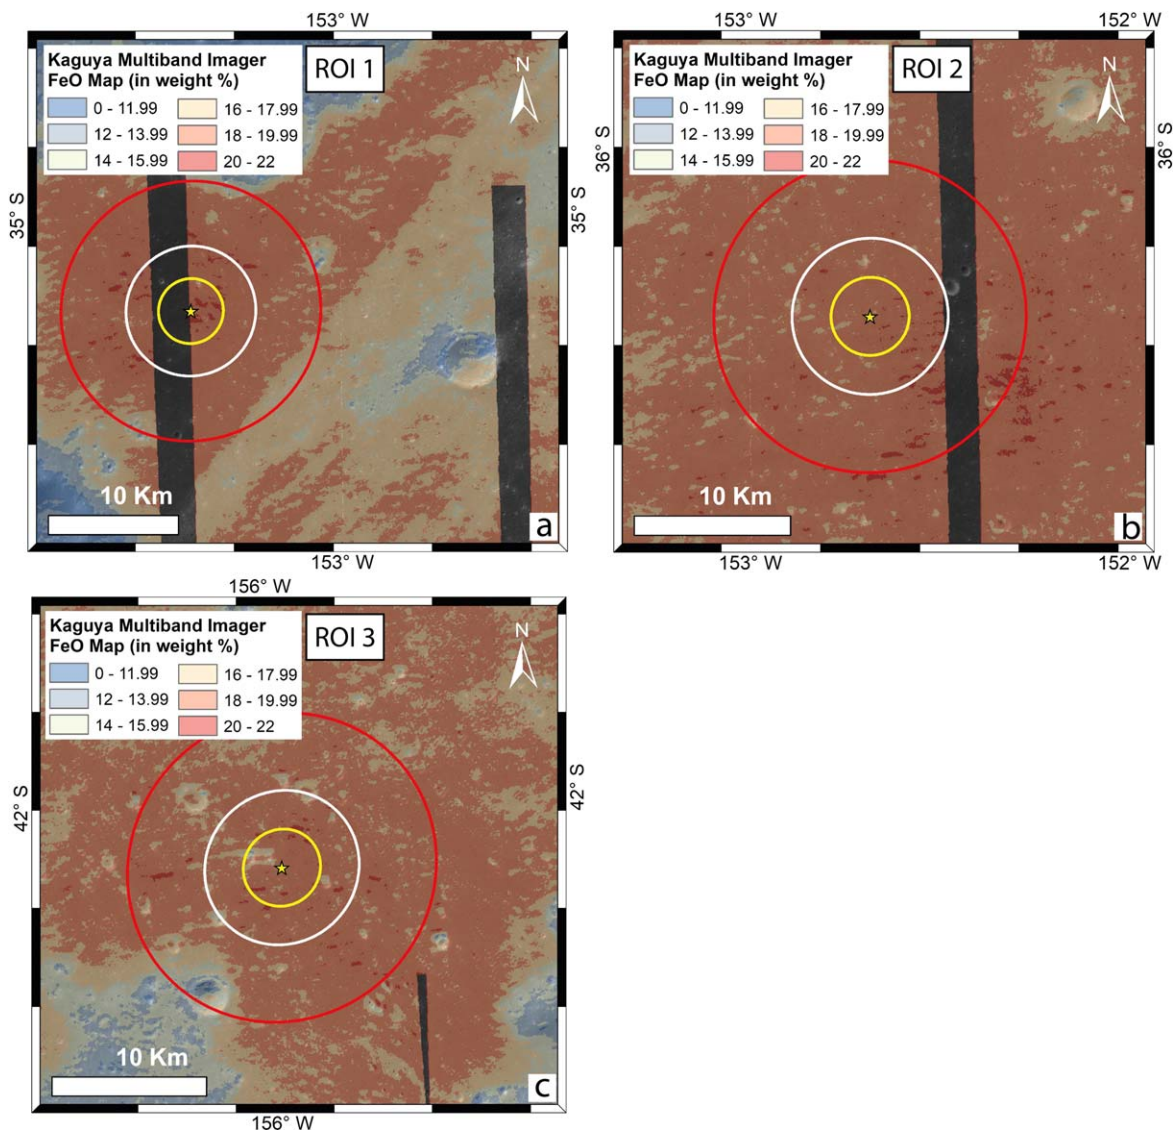 153° W
Kaguya Multiband Imager
FeO Map (in weight %)
0 - 11.99
16 - 17.99
12 - 13.99
18 - 19.99
14 - 15.99
20 - 22
ROI 1
N
35° S
35° S
10 Km
a
153° W
153° W
152° W
Kaguya Multiband Imager
FeO Map (in weight %)
0 - 11.99
16 - 17.99
12 - 13.99
18 - 19.99
14 - 15.99
20 - 22
ROI 2
N
36° S
36° S
10 Km
b
153° W
152° W
156° W
Kaguya Multiband Imager
FeO Map (in weight %)
0 - 11.99
16 - 17.99
12 - 13.99
18 - 19.99
14 - 15.99
20 - 22
ROI 3
N
42° S
42° S
10 Km
c
156° W